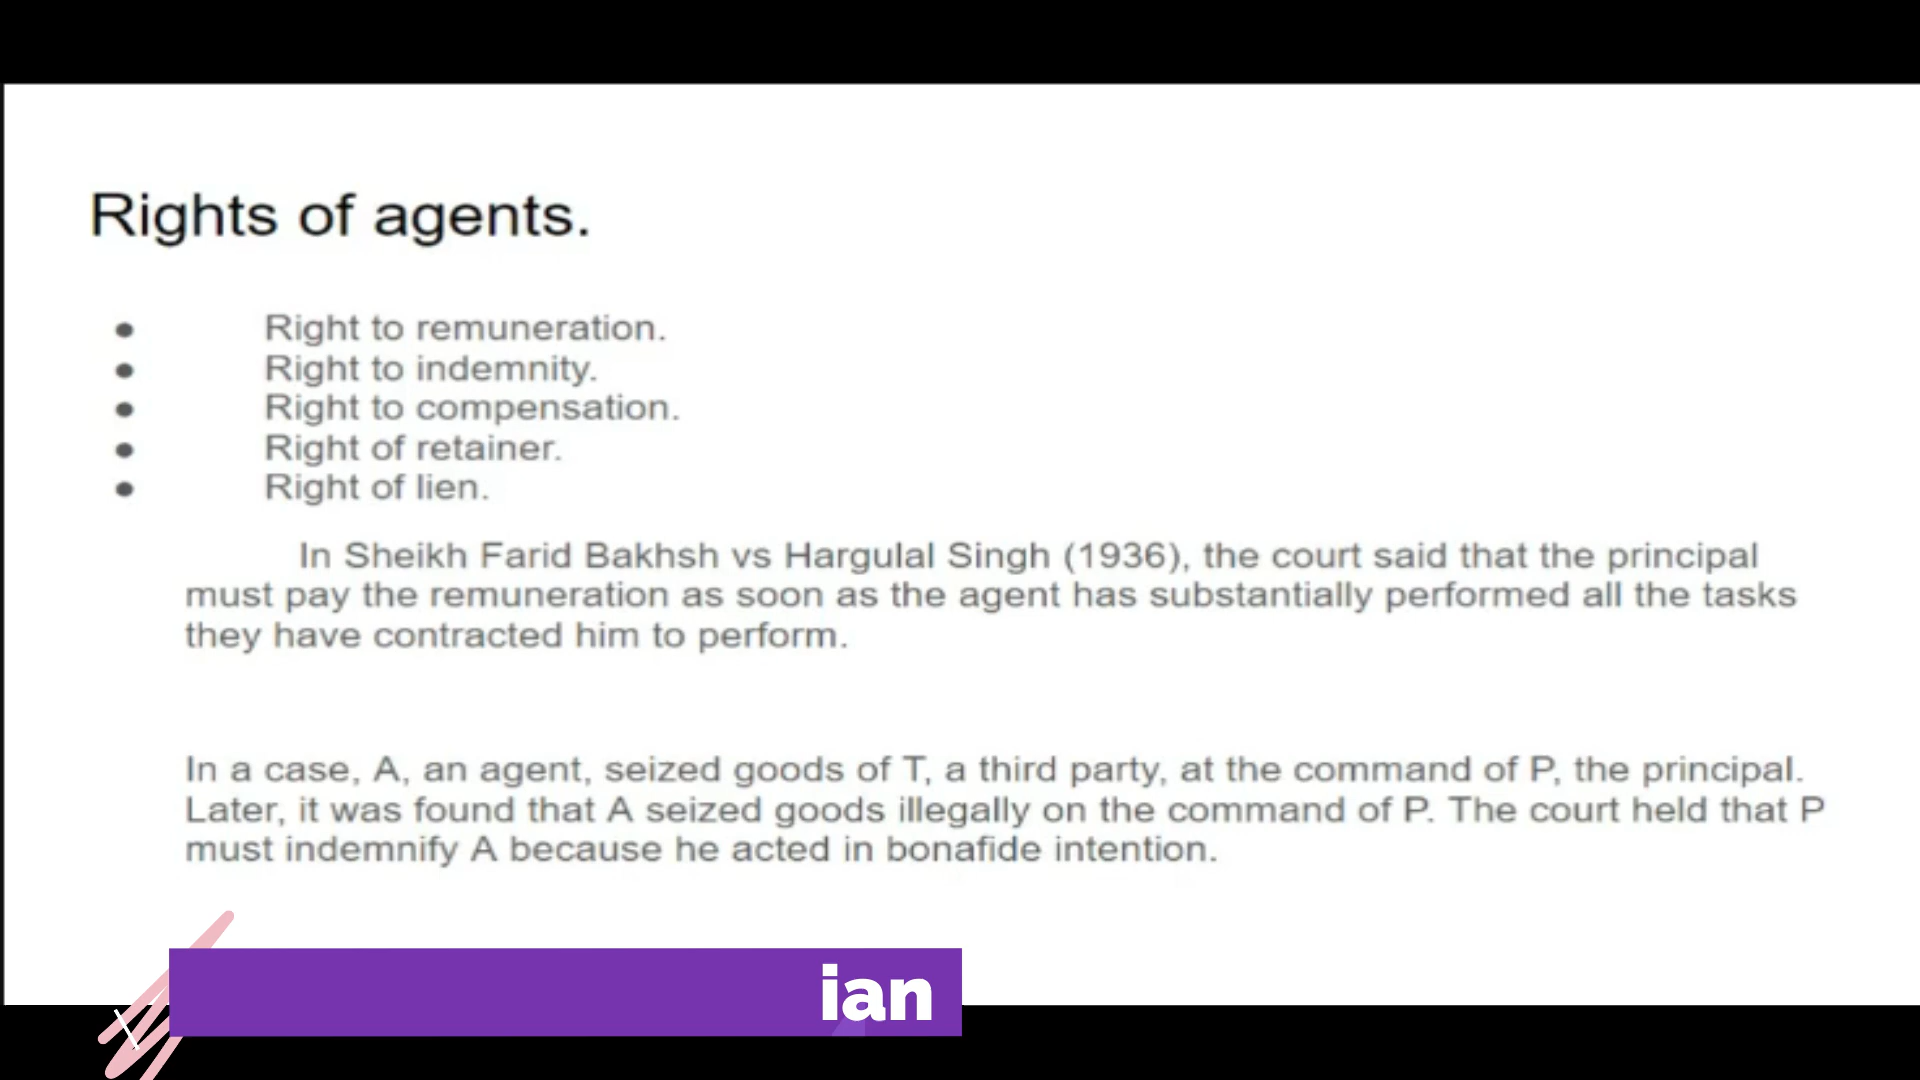 Rights of agents.
● Right to remuneration.
● Right to indemnity.
● Right to compensation.
● Right of retainer.
● Right of lien.
In Sheikh Farid Bakhsh vs Hargulal Singh (1936), the court said that the principal
must pay the remuneration as soon as the agent has substantially performed all the tasks
they have contracted him to perform.
In a case, A, an agent, seized goods of T, a third party, at the command of P, the principal.
Later, it was found that A seized goods illegally on the command of P. The court held that P
must indemnify A because he acted in bonafide intention.
ian